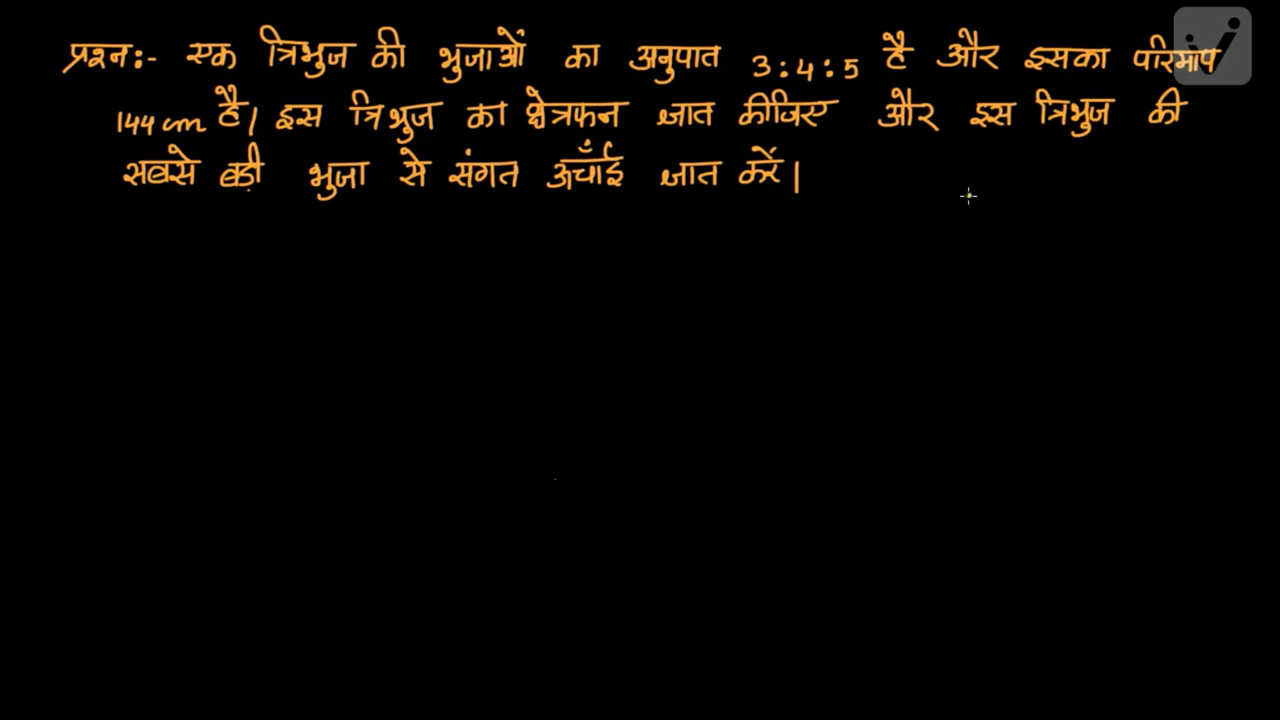 प्रश्न:- एक त्रिभुज की भुजाओं का अनुपात 3:4:5 है और इसका परिमाप
144 cm है। इस त्रिभुज का क्षेत्रफल ज्ञात कीजिए और इस त्रिभुज की
सबसे बड़ी भुजा से संगत ऊँचाई ज्ञात करें।